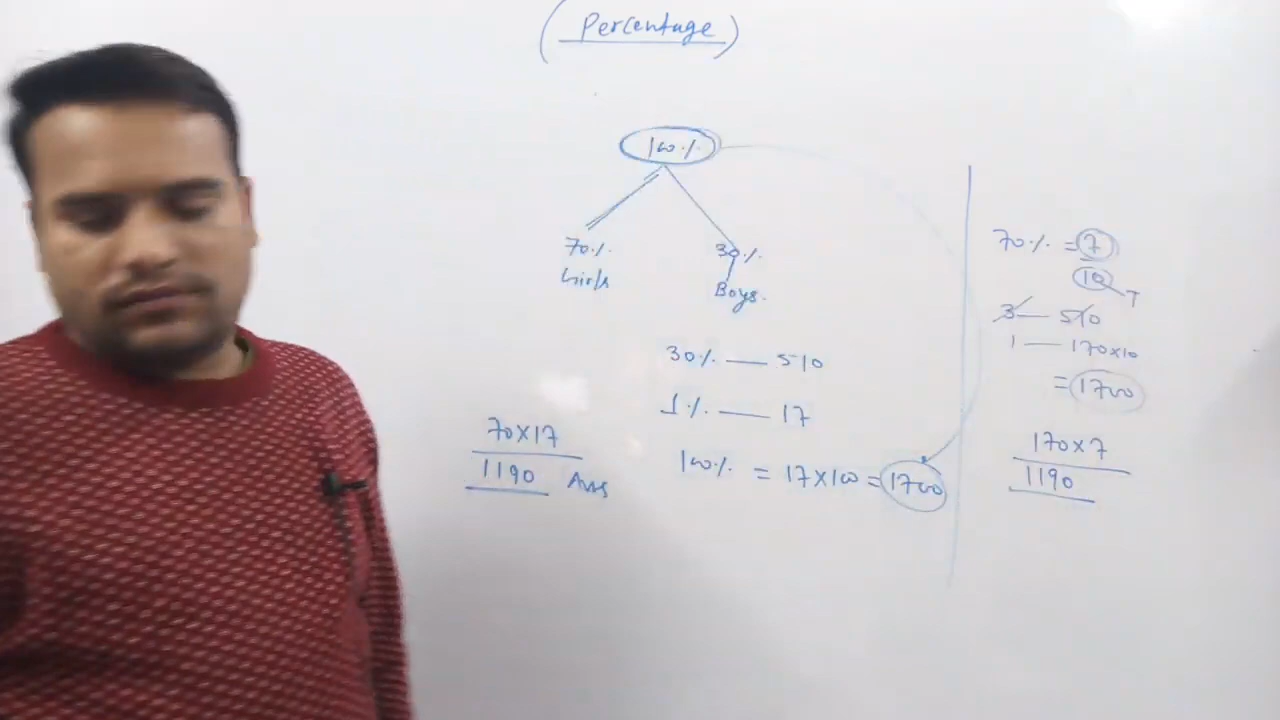 (Percentage)
100%
70% 30%
Girls Boys.
30% — 510
1% — 17
100% = 17×100 = 1700
70×17
1190 Ans
70% = 7
10 T
3 — 510
1 — 170×10
= 1700
170×7
1190